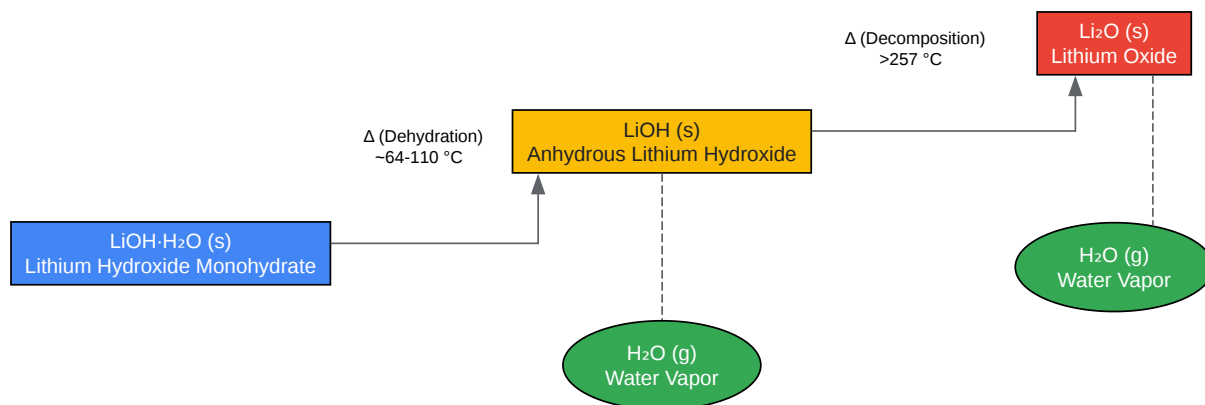 LiOH·H₂O (s)
Lithium Hydroxide Monohydrate
Δ (Dehydration)
~64-110 °C
LiOH (s)
Anhydrous Lithium Hydroxide
H₂O (g)
Water Vapor
Δ (Decomposition)
>257 °C
Li₂O (s)
Lithium Oxide
H₂O (g)
Water Vapor